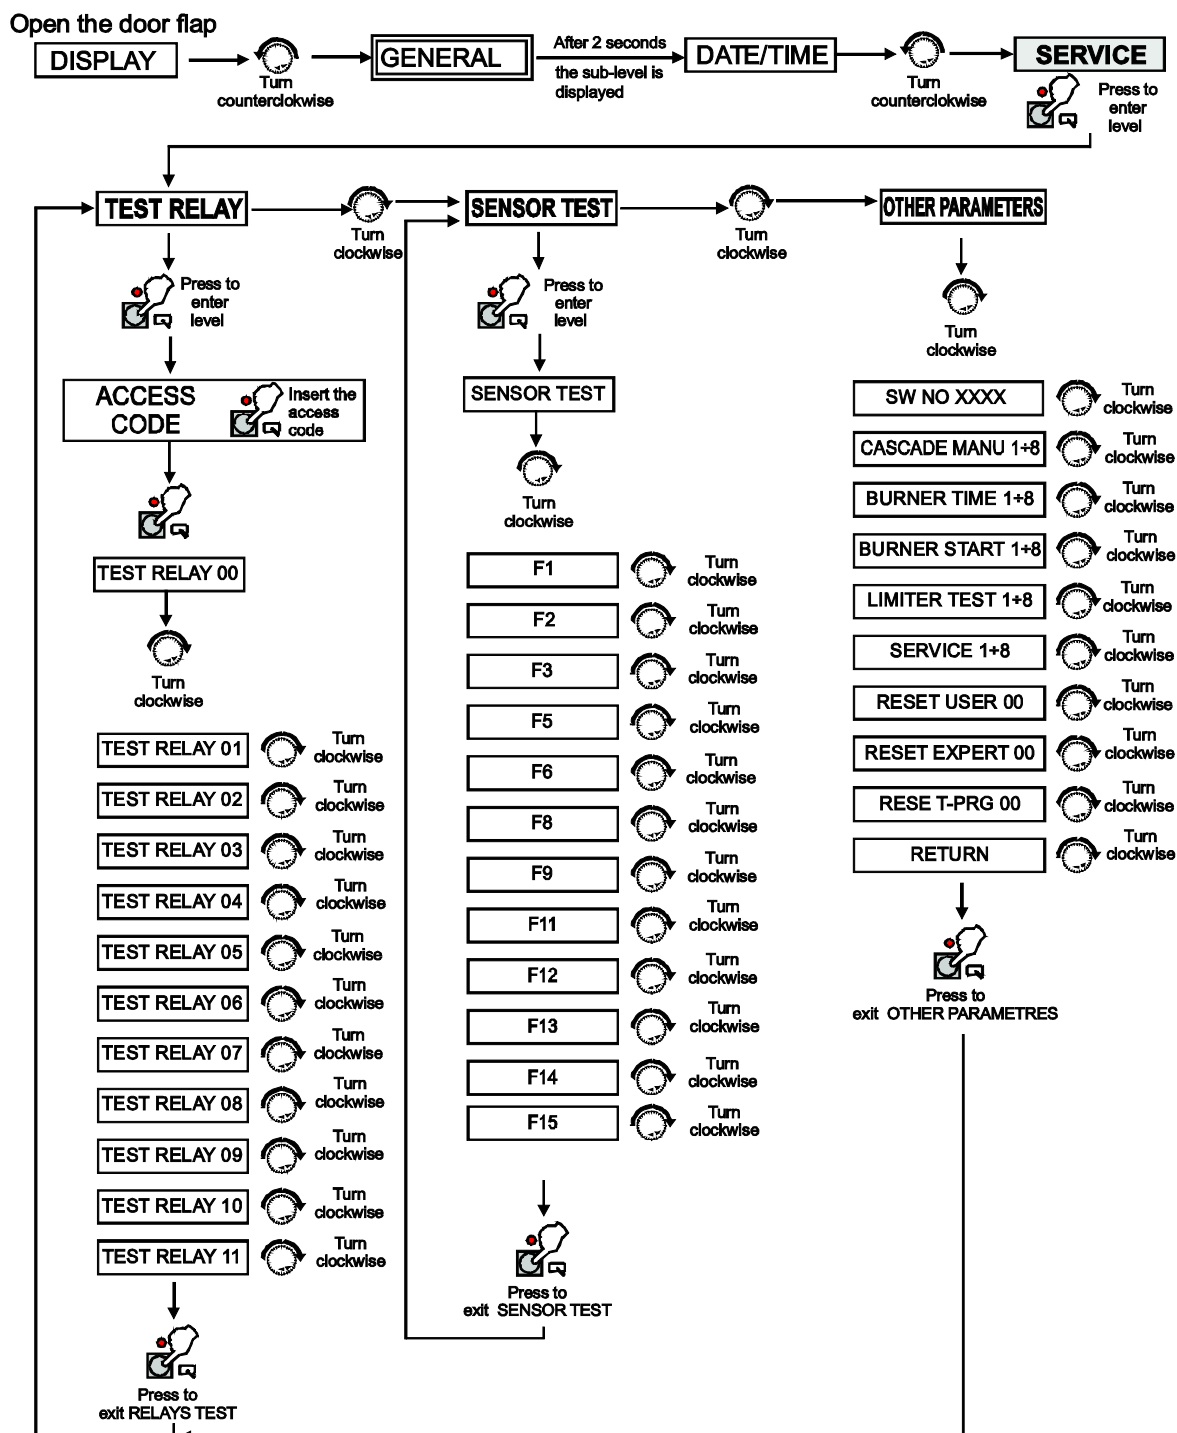 Open the door flap
DISPLAY
Turn
counterclokwise
GENERAL
After 2 seconds
the sub-level is
displayed
DATE/TIME
Turn
counterclokwise
SERVICE
Press to
enter
level
TEST RELAY
Turn
clockwise
SENSOR TEST
Turn
clockwise
OTHER PARAMETERS
Press to
enter
level
ACCESS
CODE
Insert the
access
code
TEST RELAY 00
Turn
clockwise
TEST RELAY 01
Turn
clockwise
TEST RELAY 02
Turn
clockwise
TEST RELAY 03
Turn
clockwise
TEST RELAY 04
Turn
clockwise
TEST RELAY 05
Turn
clockwise
TEST RELAY 06
Turn
clockwise
TEST RELAY 07
Turn
clockwise
TEST RELAY 08
Turn
clockwise
TEST RELAY 09
Turn
clockwise
TEST RELAY 10
Turn
clockwise
TEST RELAY 11
Turn
clockwise
Press to
exit RELAYS TEST
Press to
enter
level
SENSOR TEST
Turn
clockwise
F1
Turn
clockwise
F2
Turn
clockwise
F3
Turn
clockwise
F5
Turn
clockwise
F6
Turn
clockwise
F8
Turn
clockwise
F9
Turn
clockwise
F11
Turn
clockwise
F12
Turn
clockwise
F13
Turn
clockwise
F14
Turn
clockwise
F15
Turn
clockwise
Press to
exit SENSOR TEST
Turn
clockwise
SW NO XXXX
Turn
clockwise
CASCADE MANU 1÷8
Turn
clockwise
BURNER TIME 1÷8
Turn
clockwise
BURNER START 1÷8
Turn
clockwise
LIMITER TEST 1÷8
Turn
clockwise
SERVICE 1÷8
Turn
clockwise
RESET USER 00
Turn
clockwise
RESET EXPERT 00
Turn
clockwise
RESE T-PRG 00
Turn
clockwise
RETURN
Turn
clockwise
Press to
exit OTHER PARAMETRES